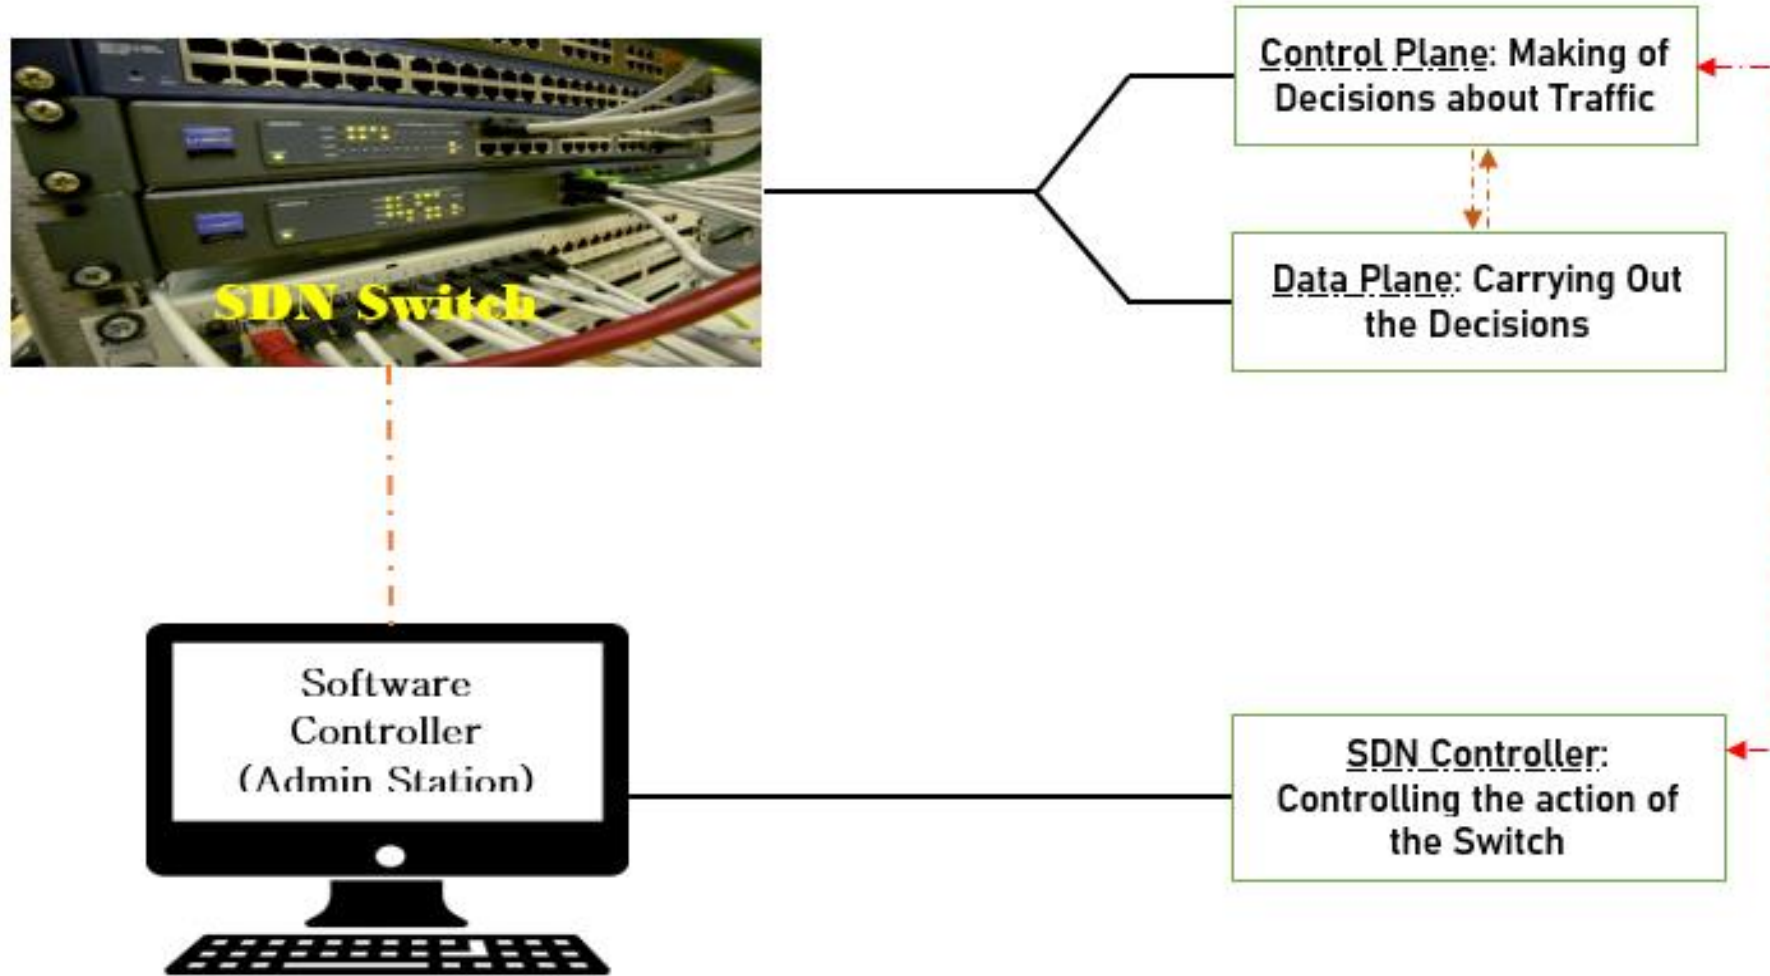 Control Plane: Making of
Decisions about Traffic
Data Plane: Carrying Out
the Decisions
SDN Switch
Software
Controller
(Admin Station)
SDN Controller:
Controlling the action of
the Switch